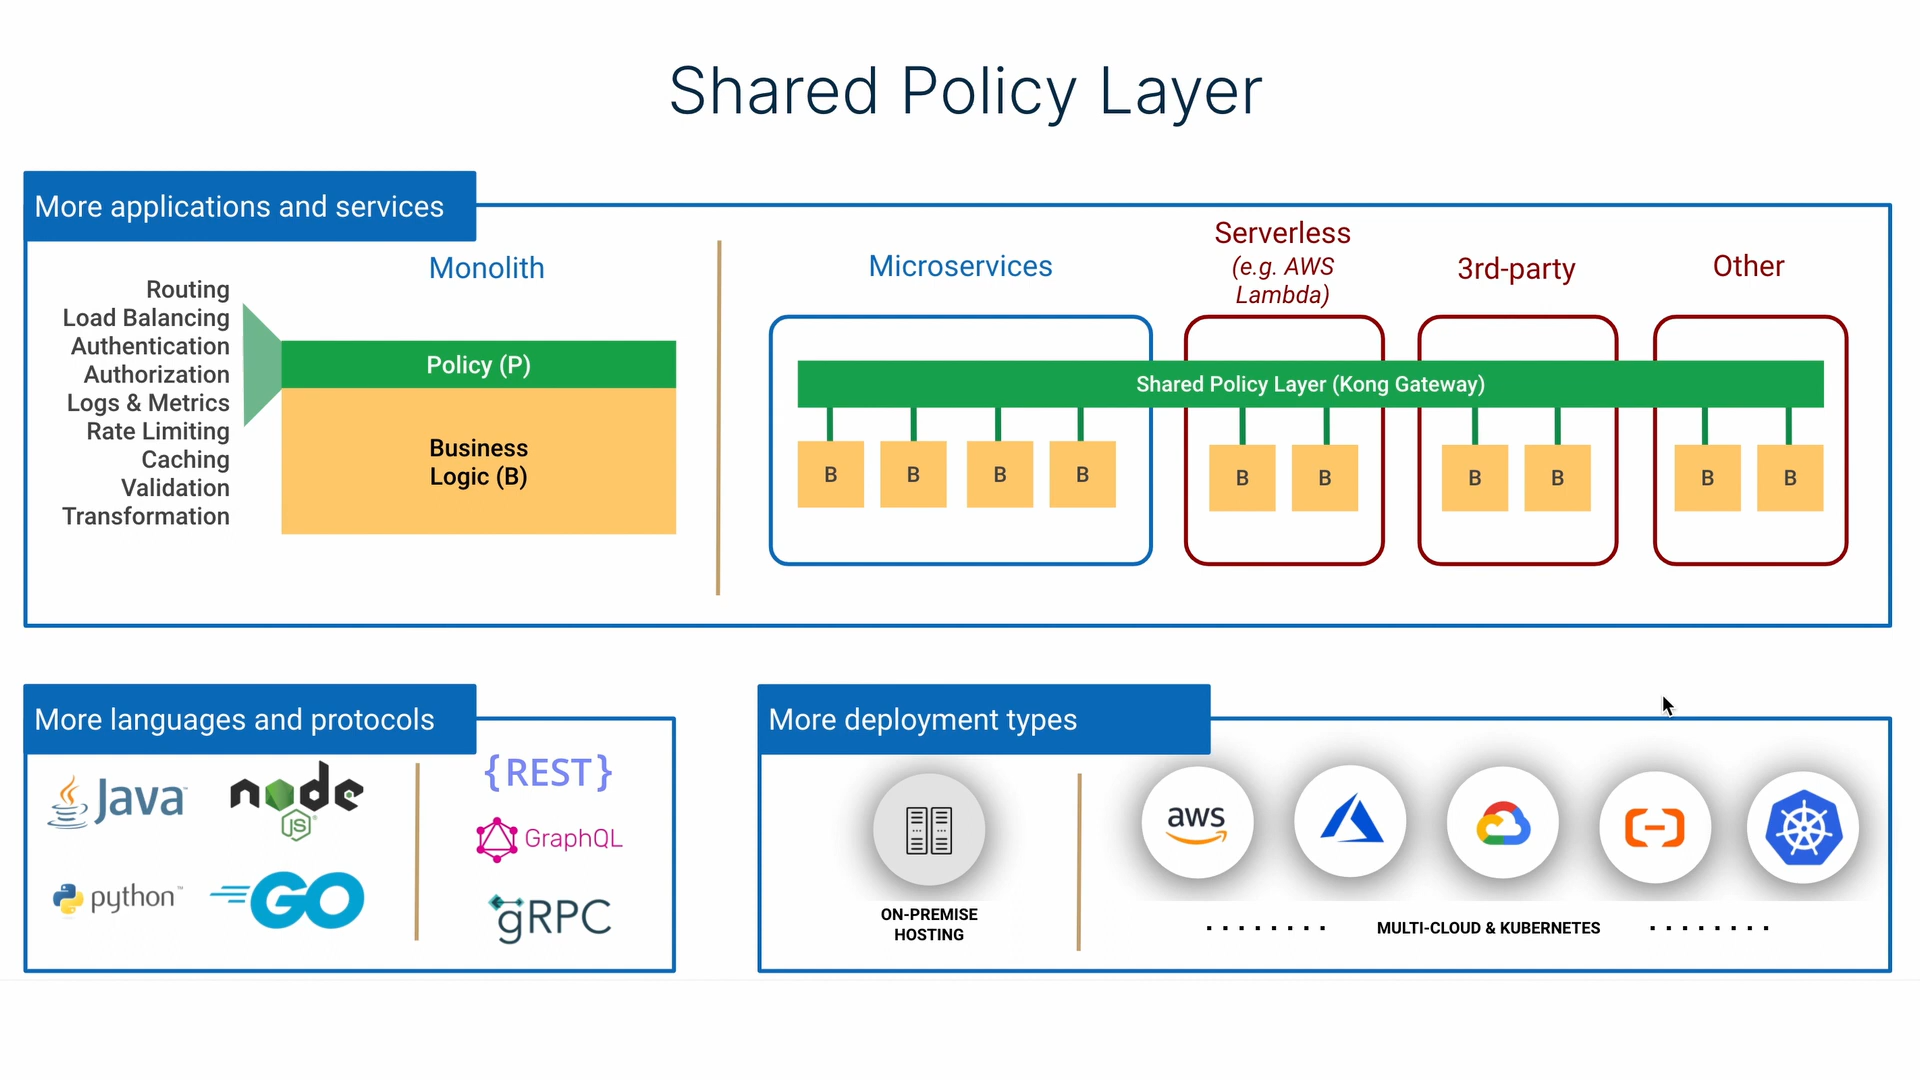 Shared Policy Layer
More applications and services
Routing
Load Balancing
Authentication
Authorization
Logs & Metrics
Rate Limiting
Caching
Validation
Transformation
Monolith
Policy (P)
Business
Logic (B)
Microservices
Serverless
(e.g. AWS
Lambda)
3rd-party
Other
Shared Policy Layer (Kong Gateway)
B B B B B B B B B B
More languages and protocols
Java™
node
JS
python™
GO
{REST}
GraphQL
gRPC
More deployment types
ON-PREMISE
HOSTING
aws
MULTI-CLOUD & KUBERNETES